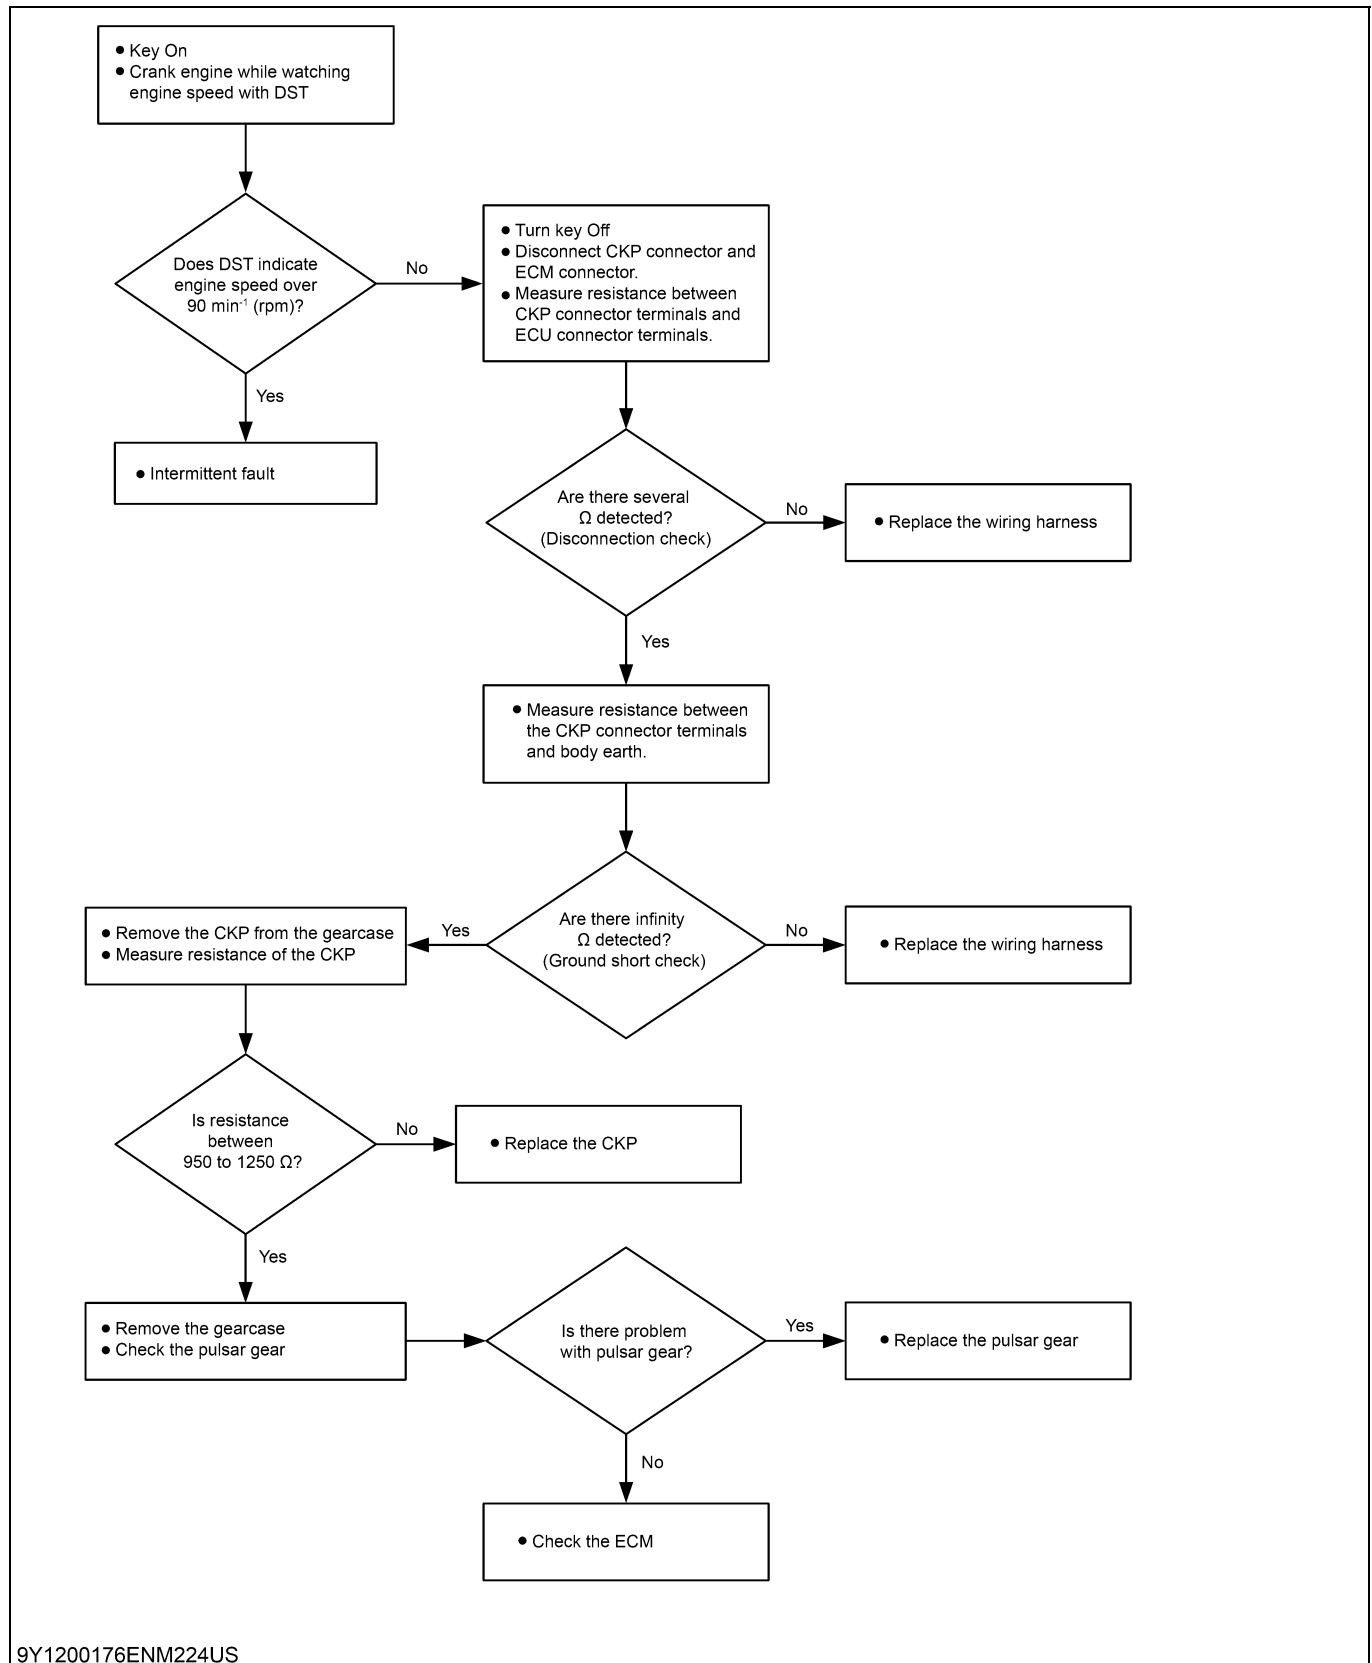 ● Key On
● Crank engine while watching
engine speed with DST
Does DST indicate
engine speed over
90 min⁻¹ (rpm)?
No
Yes
● Intermittent fault
● Turn key Off
● Disconnect CKP connector and
ECM connector.
● Measure resistance between
CKP connector terminals and
ECU connector terminals.
Are there several
Ω detected?
(Disconnection check)
No
● Replace the wiring harness
Yes
● Measure resistance between
the CKP connector terminals
and body earth.
Are there infinity
Ω detected?
(Ground short check)
No
● Replace the wiring harness
Yes
● Remove the CKP from the gearcase
● Measure resistance of the CKP
Is resistance
between
950 to 1250 Ω?
No
● Replace the CKP
Yes
● Remove the gearcase
● Check the pulsar gear
Is there problem
with pulsar gear?
Yes
● Replace the pulsar gear
No
● Check the ECM
9Y1200176ENM224US